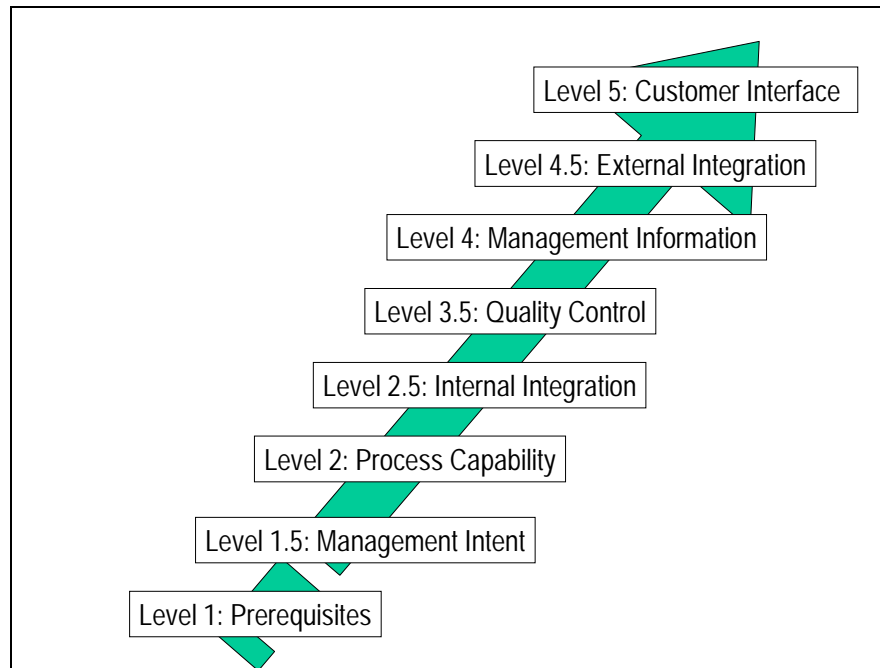 Level 5: Customer Interface
Level 4.5: External Integration
Level 4: Management Information
Level 3.5: Quality Control
Level 2.5: Internal Integration
Level 2: Process Capability
Level 1.5: Management Intent
Level 1: Prerequisites